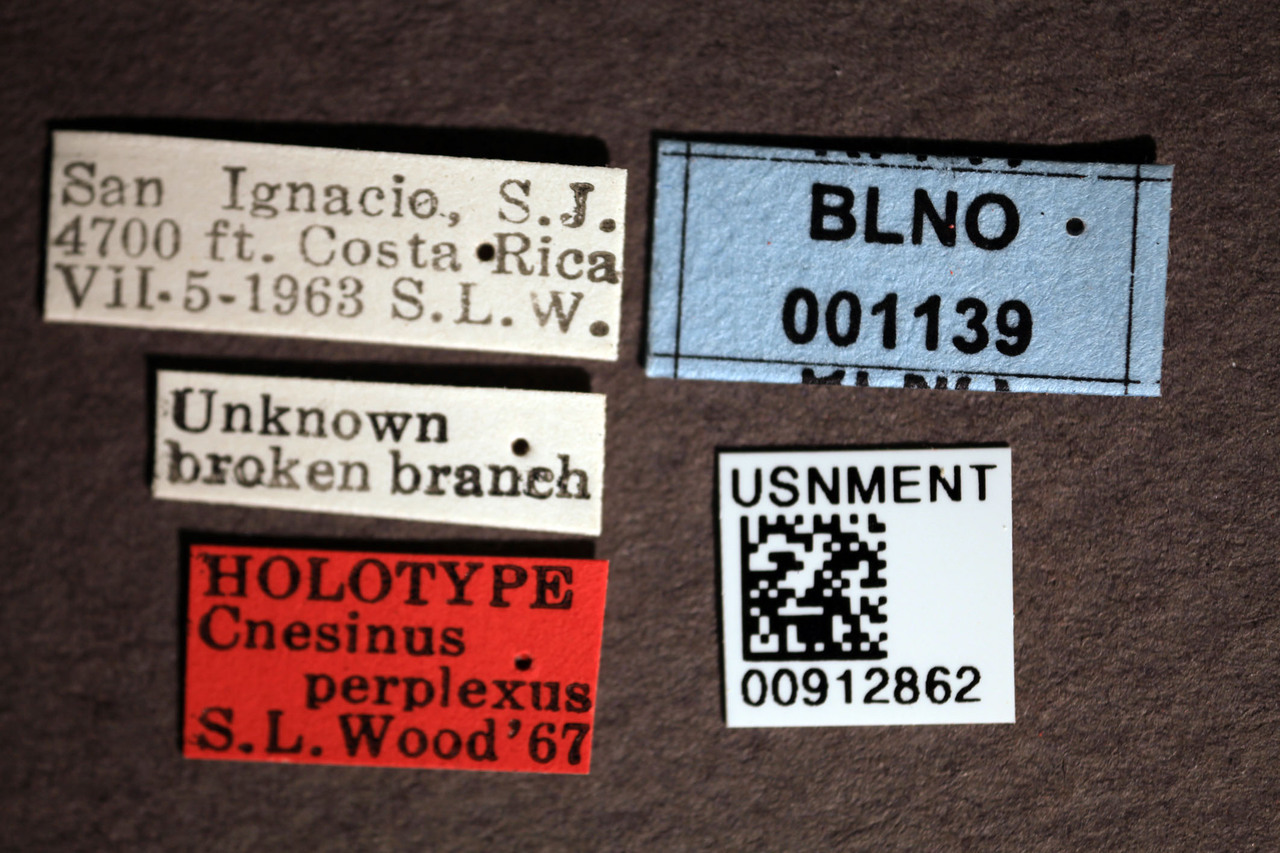 San Ignacio, S.J.
4700 ft. Costa Rica
VII-5-1963 S.L.W.
Unknown
broken branch
HOLOTYPE
Cnesinus
perplexus
S.L. Wood '67
BLNO
001139
USNMENT
00912862